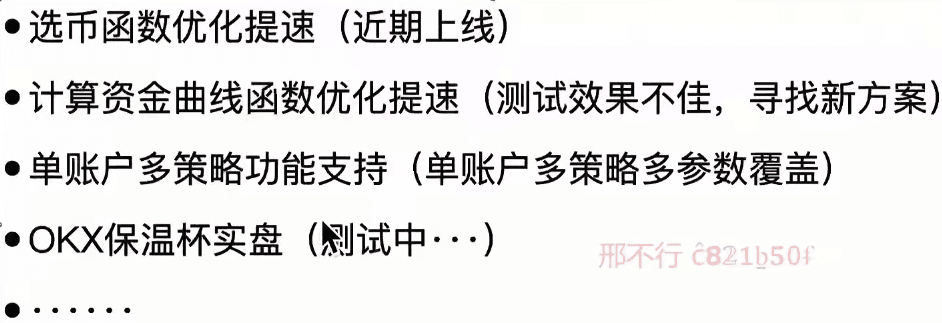 ● 选币函数优化提速（近期上线）
● 计算资金曲线函数优化提速（测试效果不佳，寻找新方案）
● 单账户多策略功能支持（单账户多策略多参数覆盖）
● OKX保温杯实盘（测试中···）
邢不行
● ······